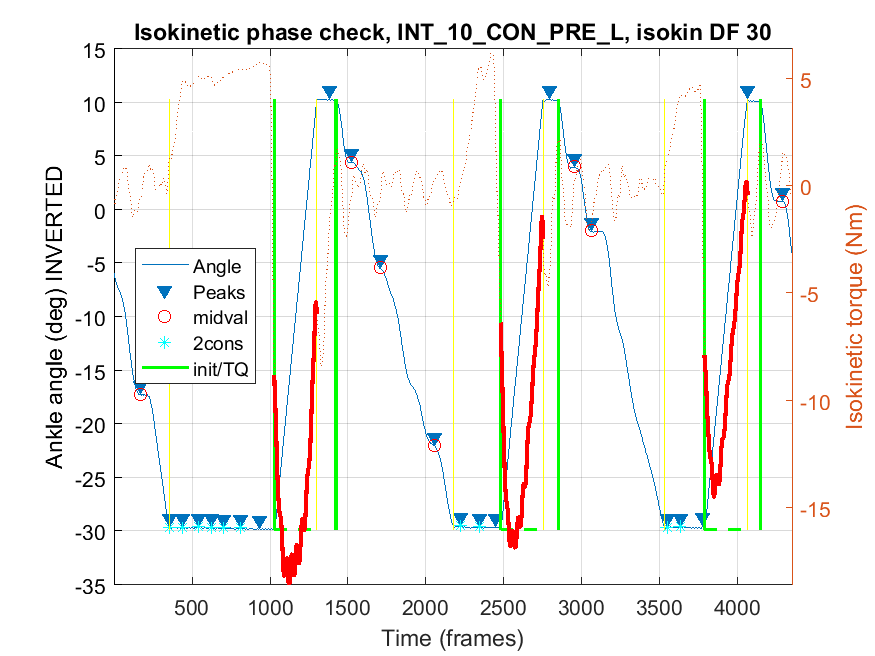 Isokinetic phase check, INT_10_CON_PRE_L, isokin DF 30
Ankle angle (deg) INVERTED
15
10
5
0
-5
-10
-15
-20
-25
-30
-35
Angle
Peaks
midval
2cons
init/TQ
5
0
-5
-10
-15
Isokinetic torque (Nm)
500
1000
1500
2000
2500
3000
3500
4000
Time (frames)